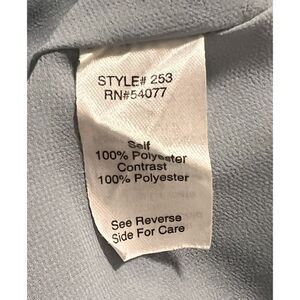 STYLE# 253
RN#54077
Self
100% Polyester
Contrast
100% Polyester
See Reverse
Side For Care